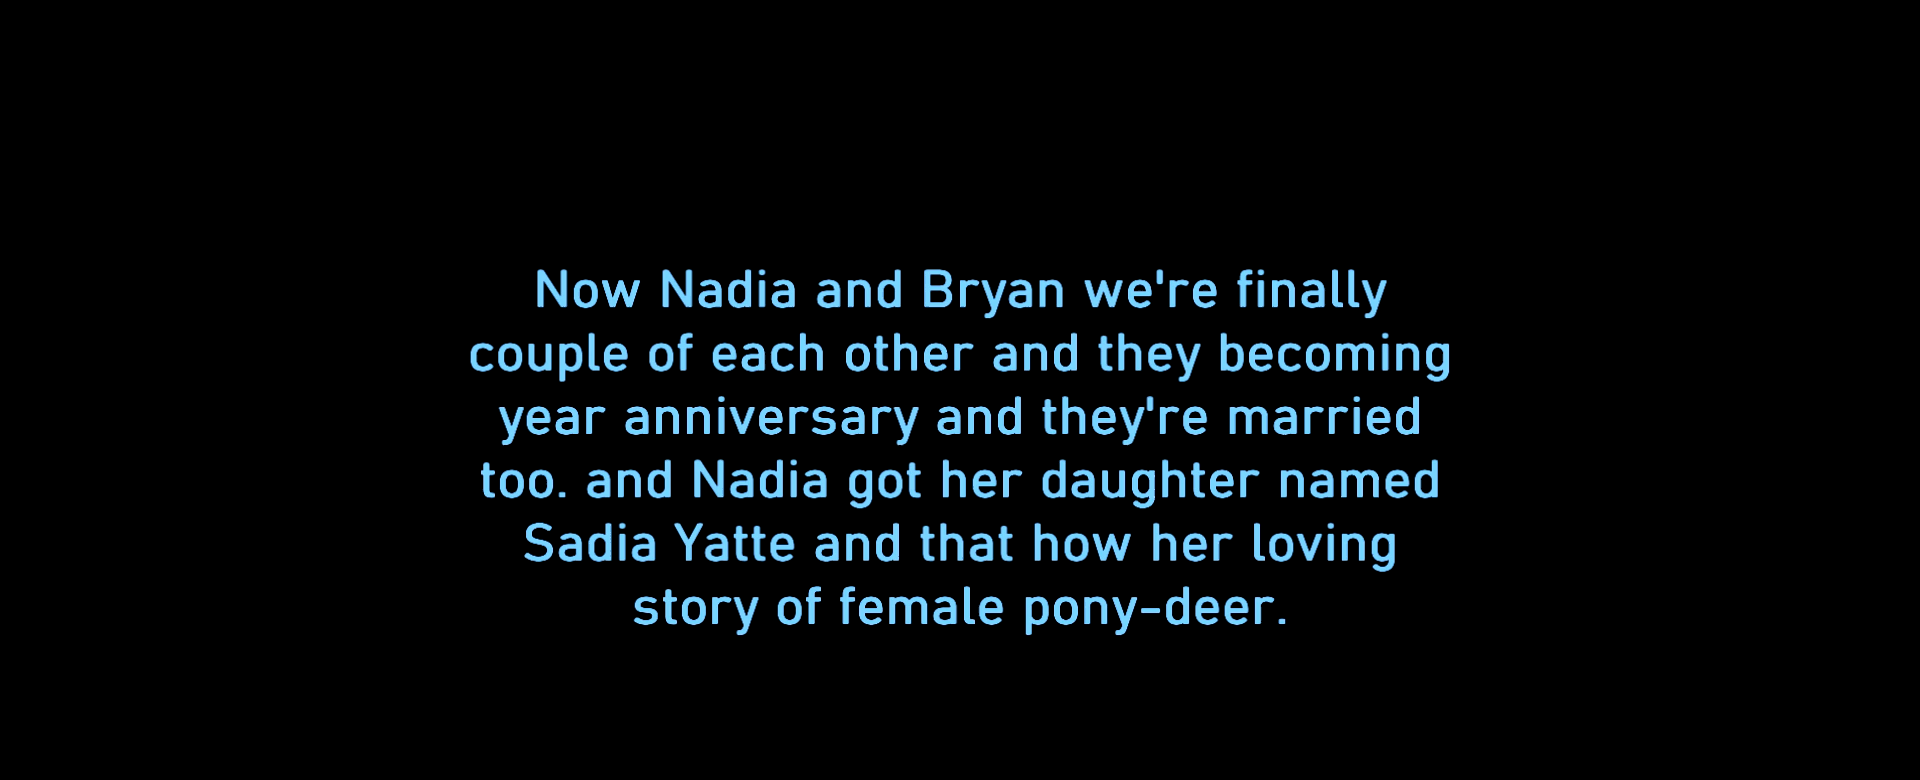 Now Nadia and Bryan we're finally
couple of each other and they becoming
year anniversary and they're married
too. and Nadia got her daughter named
Sadia Yatte and that how her loving
story of female pony-deer.